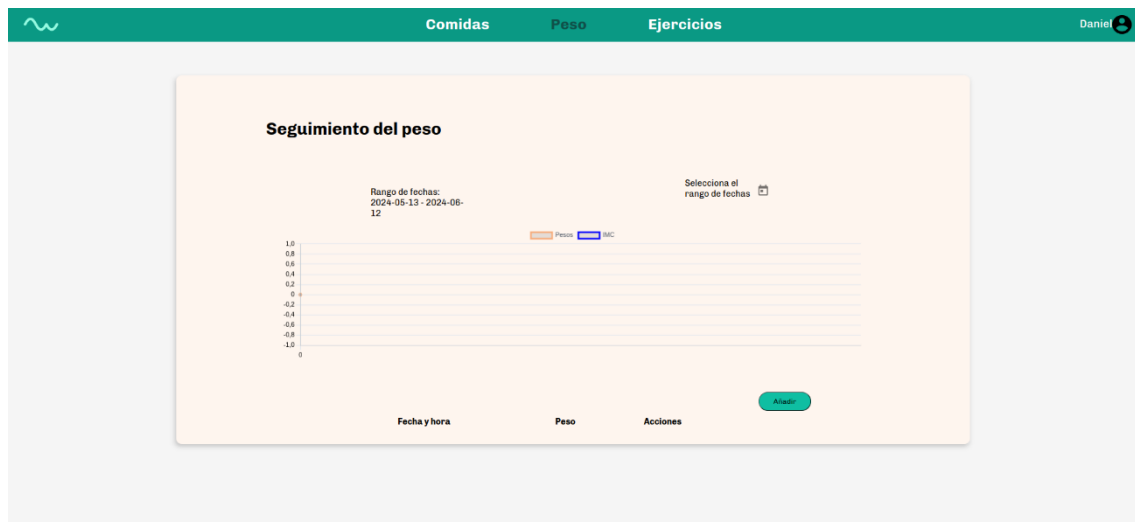 Comidas Peso Ejercicios Daniel
Seguimiento del peso
Rango de fechas:
2024-05-13 - 2024-06-
12
Selecciona el
rango de fechas
Pesos IMC
1,0
0,8
0,6
0,4
0,2
0
-0,2
-0,4
-0,6
-0,8
-1,0
0
Añadir
Fecha y hora Peso Acciones